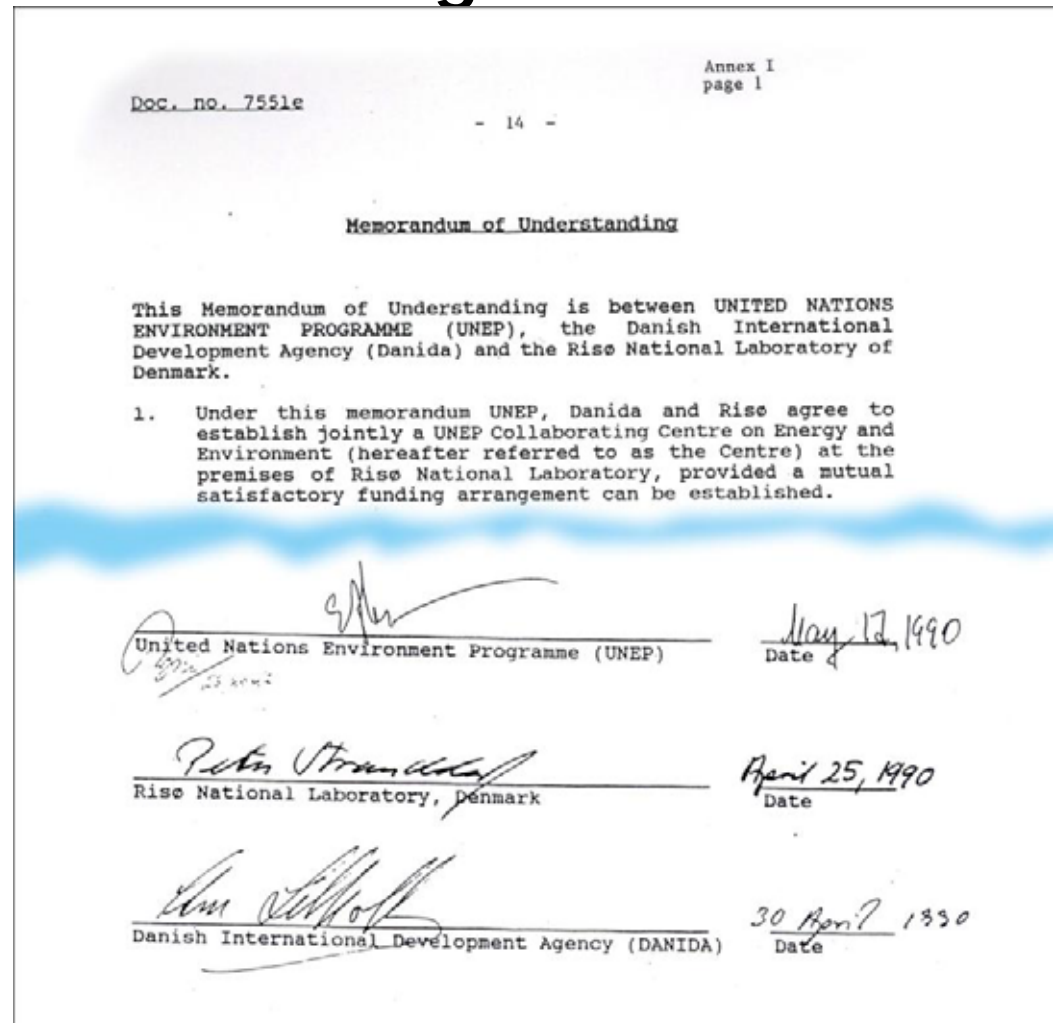 Annex I
page 1
Doc. no. 7551e
- 14 -
Memorandum of Understanding
This Memorandum of Understanding is between UNITED NATIONS
ENVIRONMENT PROGRAMME (UNEP), the Danish International
Development Agency (Danida) and the Risø National Laboratory of
Denmark.
1. Under this memorandum UNEP, Danida and Risø agree to
establish jointly a UNEP Collaborating Centre on Energy and
Environment (hereafter referred to as the Centre) at the
premises of Risø National Laboratory, provided a mutual
satisfactory funding arrangement can be established.
May 12, 1990
United Nations Environment Programme (UNEP) Date
Peter
April 25, 1990
Risø National Laboratory, Denmark Date
30 April 1990
Danish International Development Agency (DANIDA) Date